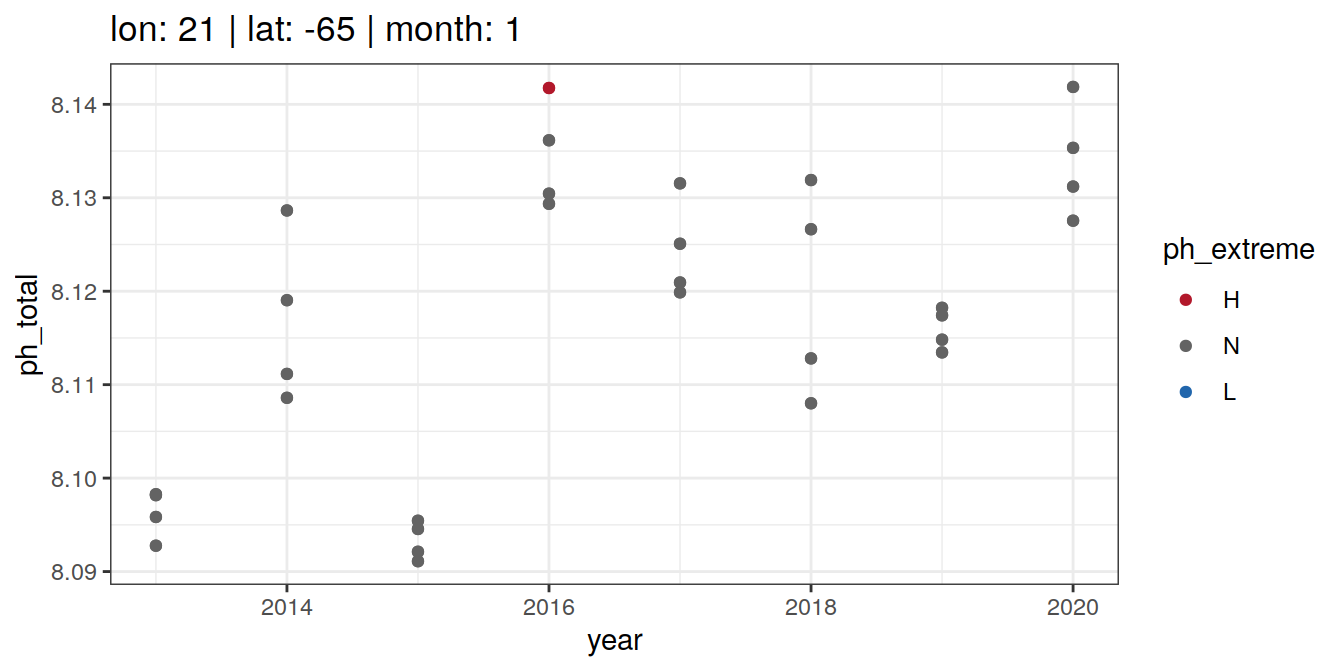 lon: 21 | lat: -65 | month: 1
8.14
8.13
8.12
8.11
8.10
8.09
ph_total
2014
2016
2018
2020
year
ph_extreme
H
N
L